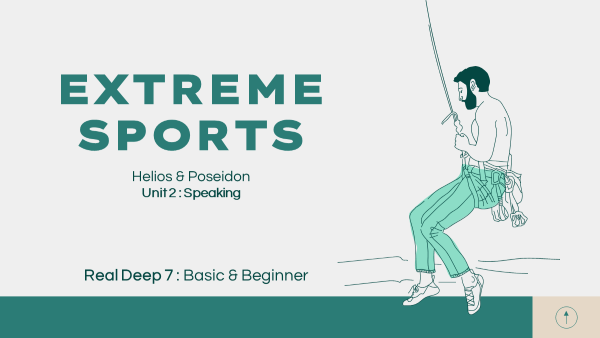 EXTREME
SPORTS
Helios & Poseidon
Unit 2 : Speaking
Real Deep 7 : Basic & Beginner